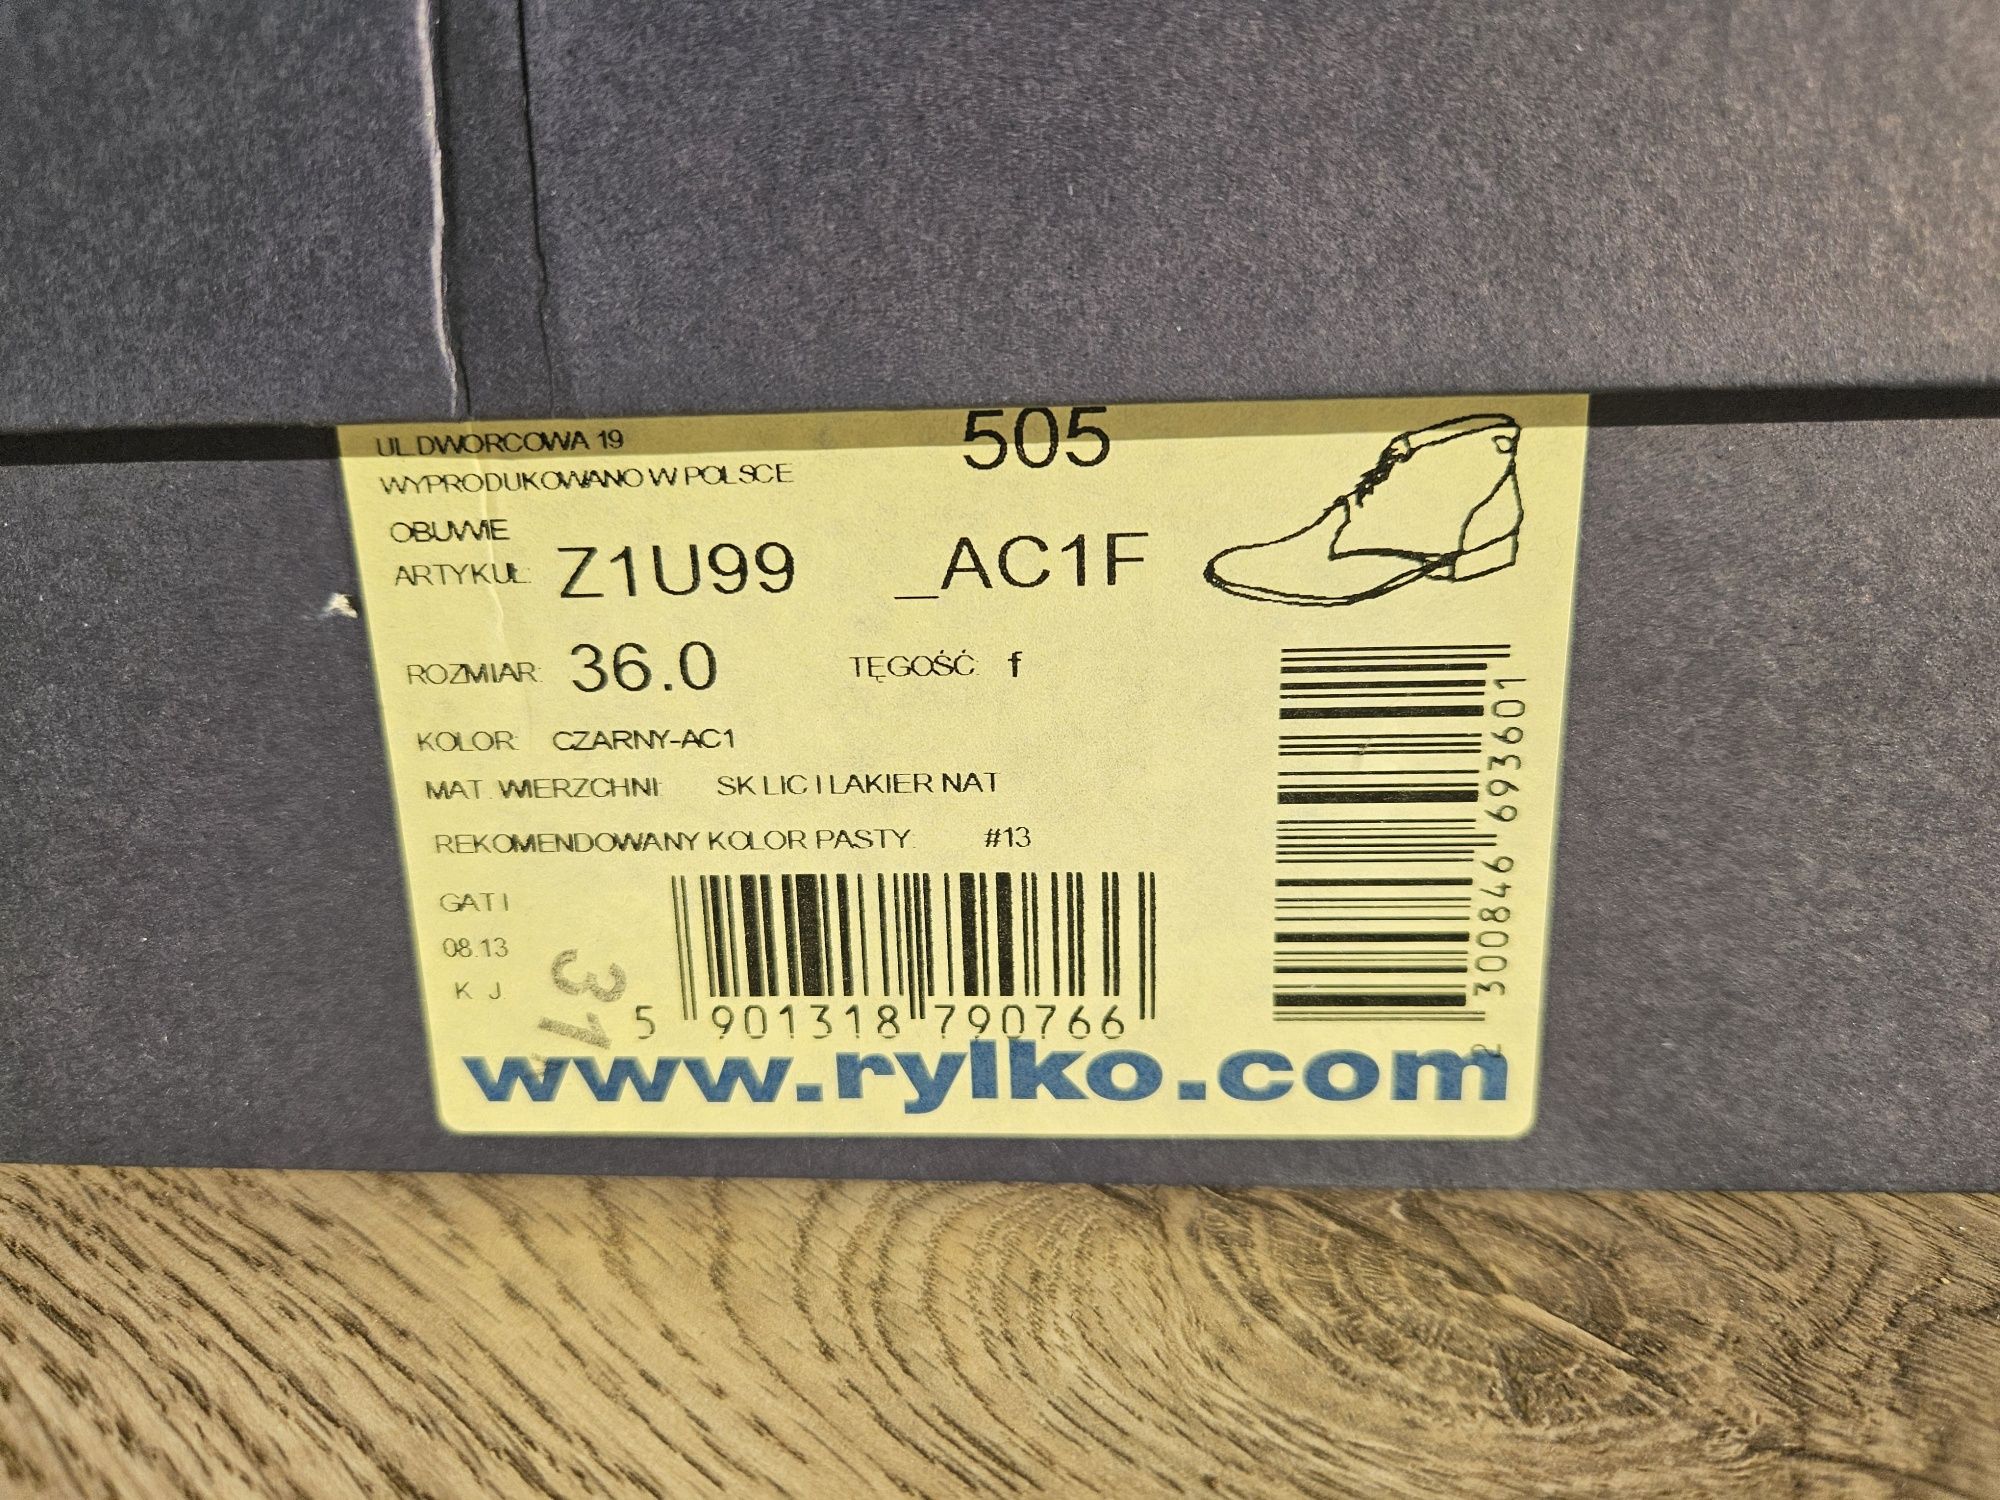 UL.DWORCOWA 19
505
WYPRODUKOWANO W POLSCE
OBUWIE
ARTYKUŁ: Z1U99 _AC1F
ROZMIAR: 36.0 TĘGOŚĆ: f
KOLOR: CZARNY-AC1
MAT. WIERZCHNI: SK LIC I LAKIER NAT
REKOMENDOWANY KOLOR PASTY: #13
GAT I
08.13
K. J.
31
5 901318 790766
2 300846 693601
www.rylko.com